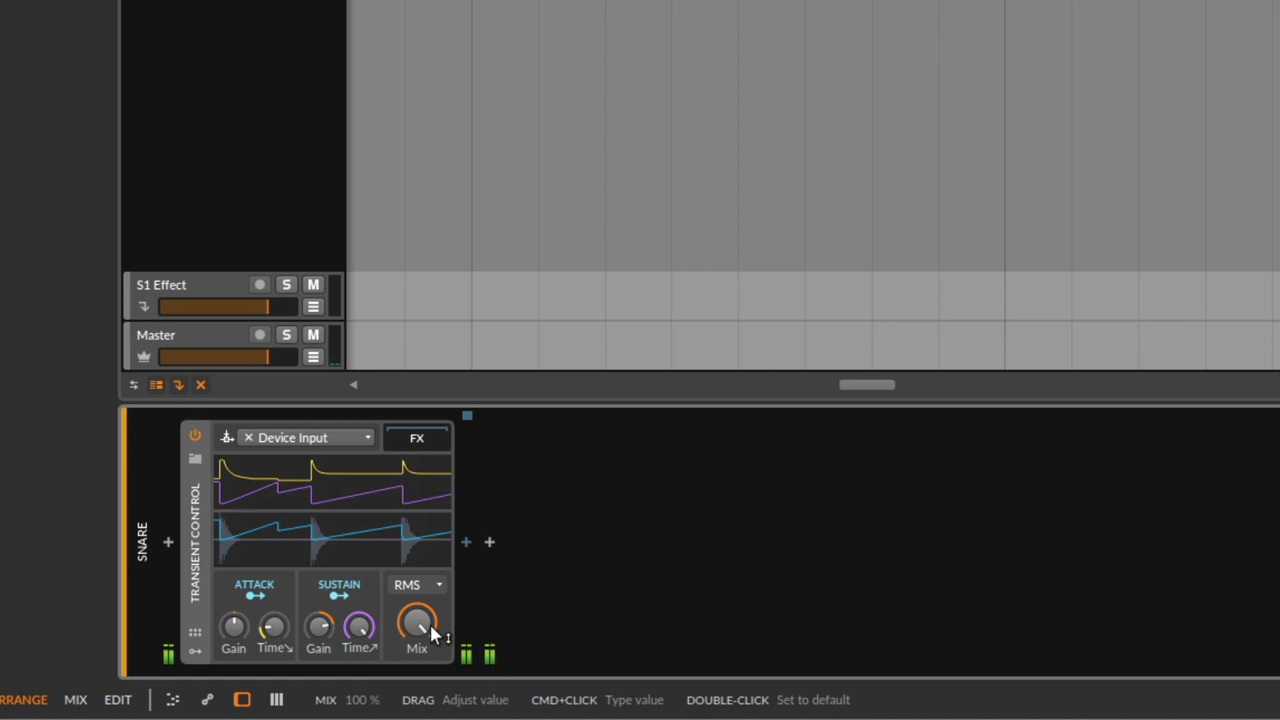 S1 Effect
S M
Master
S M
SNARE
TRANSIENT CONTROL
Device Input
FX
ATTACK
SUSTAIN
RMS
Gain
Time
Gain
Time
Mix
RRANGE MIX EDIT MIX 100 % DRAG Adjust value CMD+CLICK Type value DOUBLE-CLICK Set to default